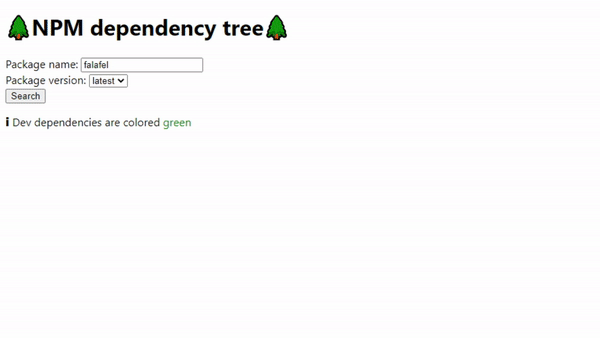 🌲NPM dependency tree🌲
Package name: falafel
Package version: latest
Search
ℹ Dev dependencies are colored green